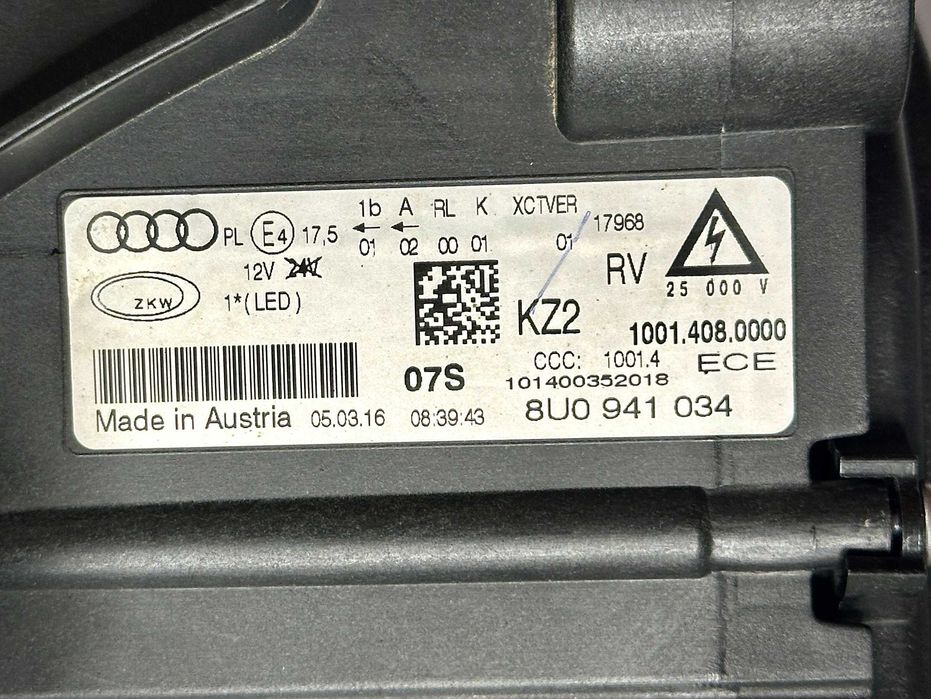 1b A RL K XCTVER
PL E4 17,5 ← ← 17968
01 02 00 01 01
12V 24V RV
ZKW 1*(LED) 25 000 V
KZ2 1001.408.0000
CCC: 1001.4 ECE
07S 101400352018
Made in Austria 05.03.16 08:39:43 8U0 941 034